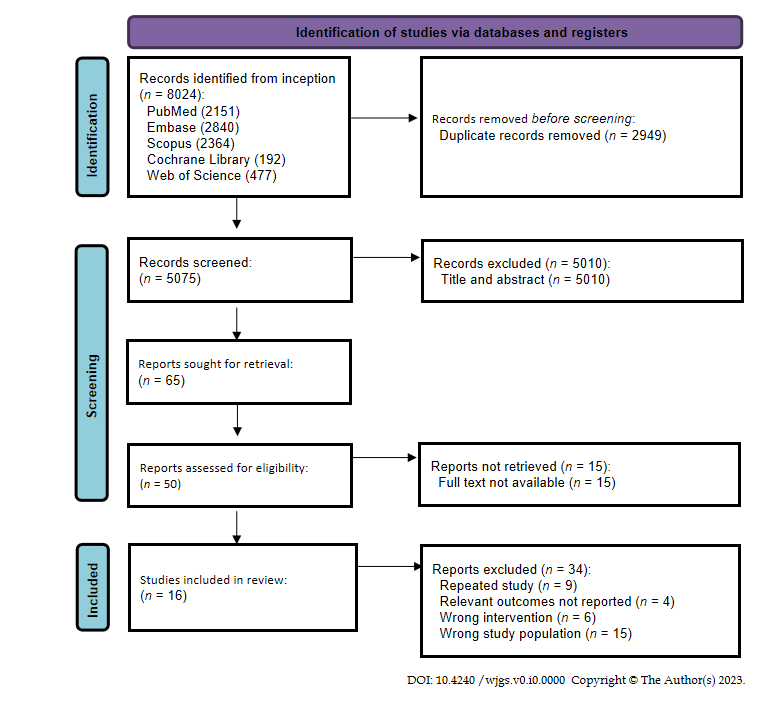 Identification of studies via databases and registers
Identification
Records identified from inception
(n = 8024):
PubMed (2151)
Embase (2840)
Scopus (2364)
Cochrane Library (192)
Web of Science (477)
Records removed before screening:
Duplicate records removed (n = 2949)
Screening
Records screened:
(n = 5075)
Records excluded (n = 5010):
Title and abstract (n = 5010)
Reports sought for retrieval:
(n = 65)
Reports assessed for eligibility:
(n = 50)
Reports not retrieved (n = 15):
Full text not available (n = 15)
Included
Studies included in review:
(n = 16)
Reports excluded (n = 34):
Repeated study (n = 9)
Relevant outcomes not reported (n = 4)
Wrong intervention (n = 6)
Wrong study population (n = 15)
DOI: 10.4240 /wjgs.v0.i0.0000 Copyright © The Author(s) 2023.